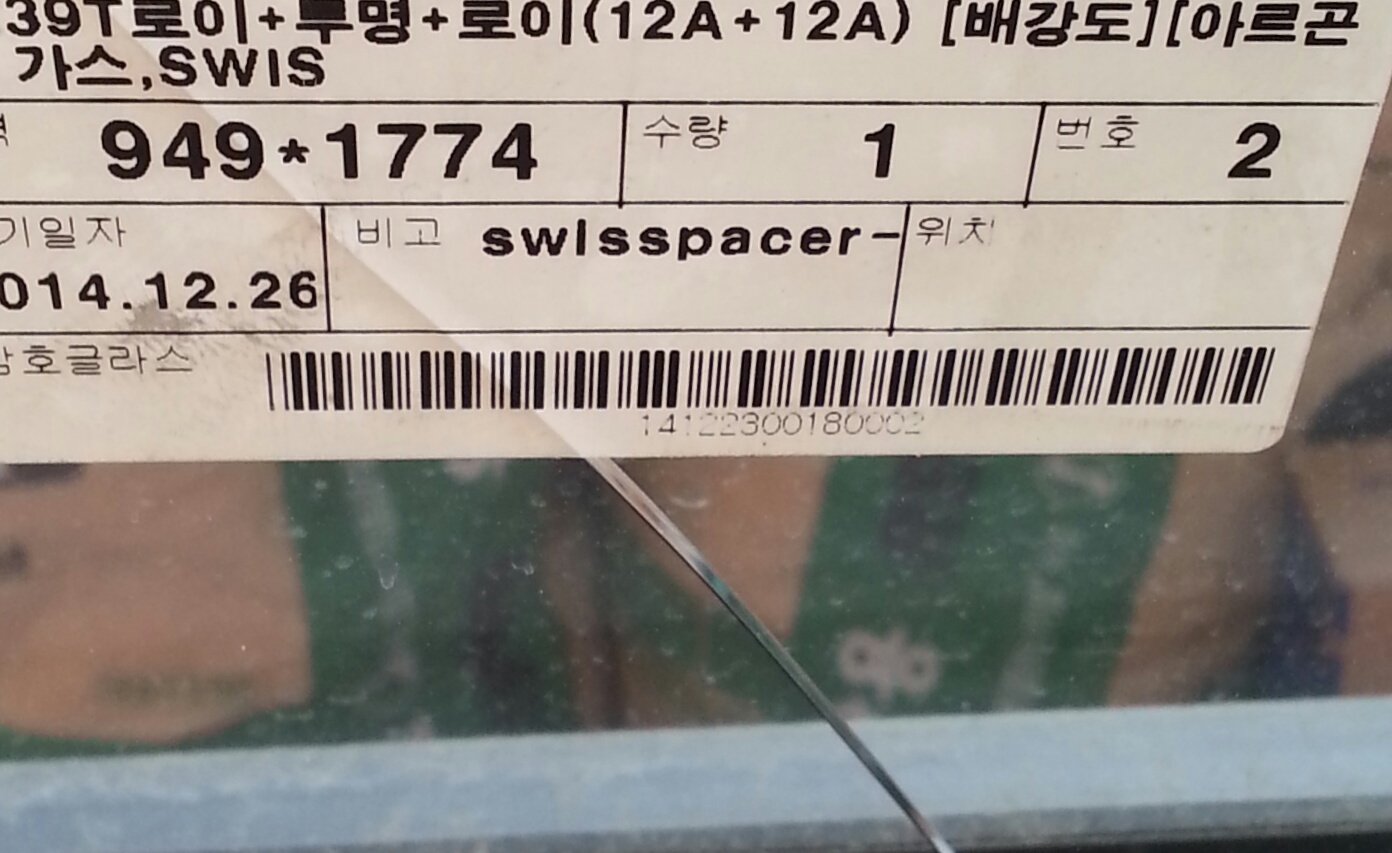 39T로이+투명+로이(12A+12A) [배강도][아르곤
가스,SWIS
949*1774 수량 1 번호 2
기일자 비고 swisspacer- 위치
014.12.26
호글라스
14122300180002